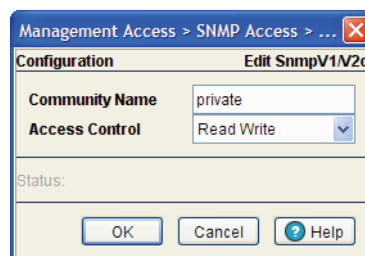 Management Access > SNMP Access > ...
Configuration Edit SnmpV1/V2c
Community Name private
Access Control Read Write
Status:
OK Cancel Help